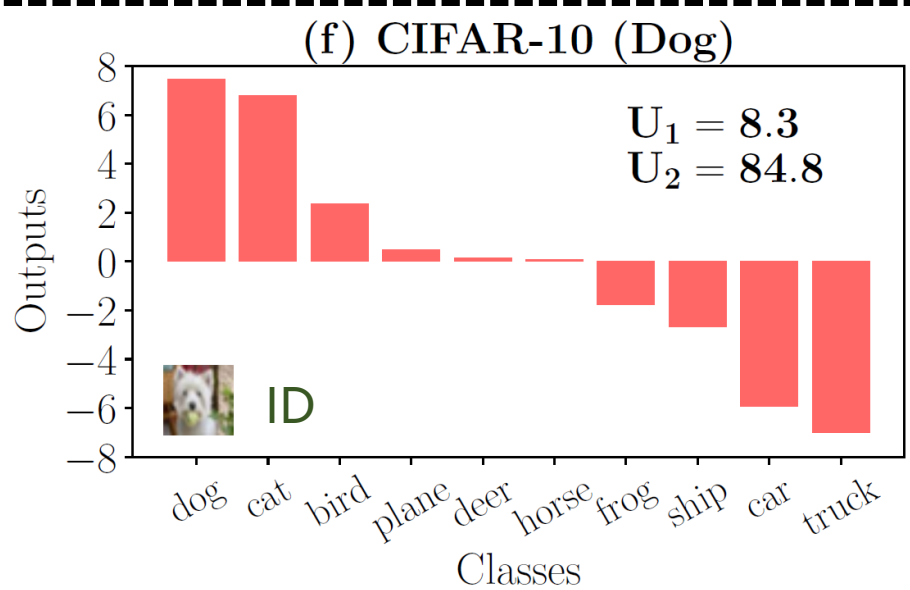 (f) CIFAR-10 (Dog)
8
6
4
2
0
−2
−4
−6
−8
Outputs
U₁ = 8.3
U₂ = 84.8
ID
dog cat bird plane deer horse frog ship car truck
Classes